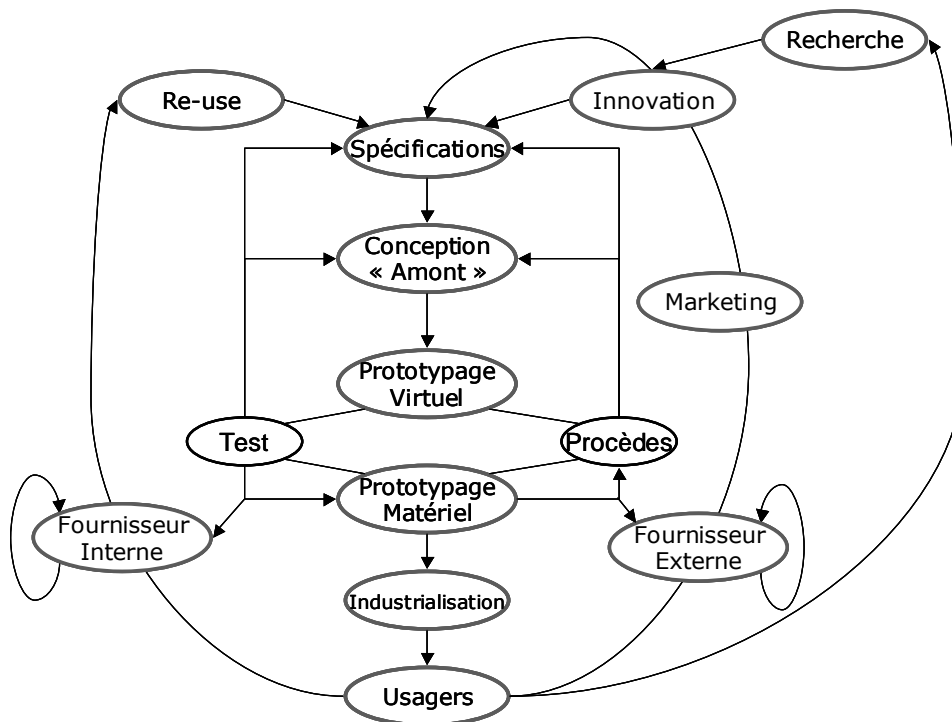 Recherche
Re-use
Innovation
Spécifications
Conception
« Amont »
Marketing
Prototypage
Virtuel
Test
Procèdes
Prototypage
Matériel
Fournisseur
Interne
Fournisseur
Externe
Industrialisation
Usagers